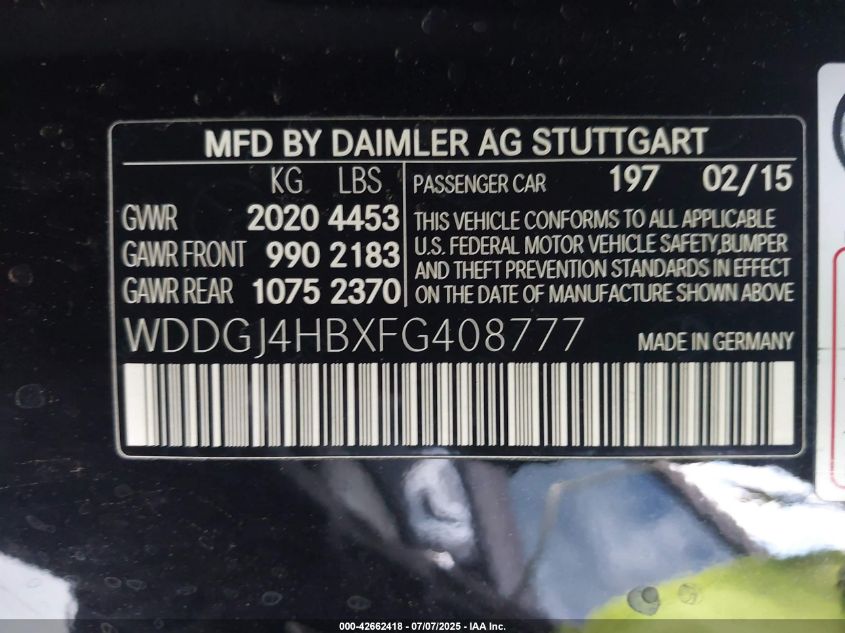 MFD BY DAIMLER AG STUTTGART
KG LBS
GVWR 2020 4453
GAWR FRONT 990 2183
GAWR REAR 1075 2370
PASSENGER CAR 197 02/15
THIS VEHICLE CONFORMS TO ALL APPLICABLE
U.S. FEDERAL MOTOR VEHICLE SAFETY,BUMPER
AND THEFT PREVENTION STANDARDS IN EFFECT
ON THE DATE OF MANUFACTURE SHOWN ABOVE
WDDGJ4HBXFG408777 MADE IN GERMANY
000-42662418 - 07/07/2025 - IAA Inc.